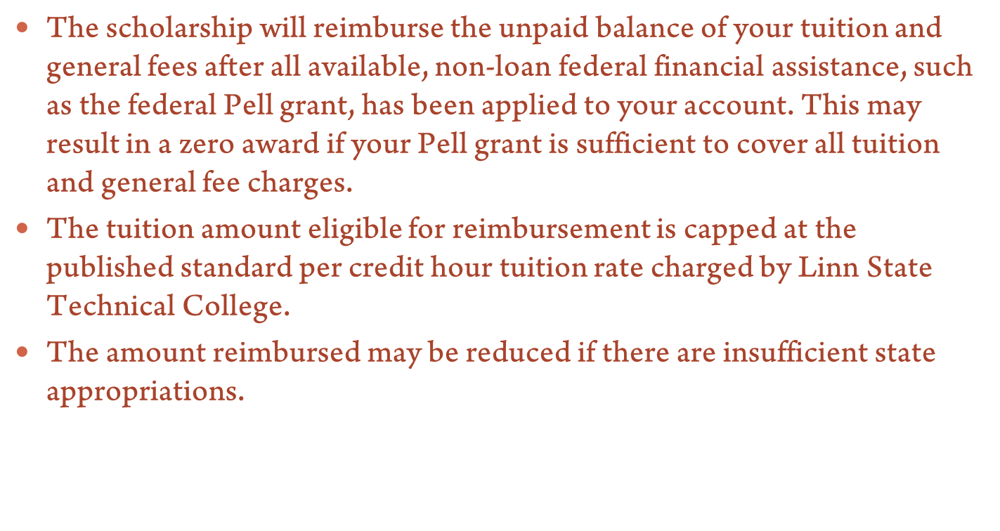 • The scholarship will reimburse the unpaid balance of your tuition and
general fees after all available, non-loan federal financial assistance, such
as the federal Pell grant, has been applied to your account. This may
result in a zero award if your Pell grant is sufficient to cover all tuition
and general fee charges.
• The tuition amount eligible for reimbursement is capped at the
published standard per credit hour tuition rate charged by Linn State
Technical College.
• The amount reimbursed may be reduced if there are insufficient state
appropriations.